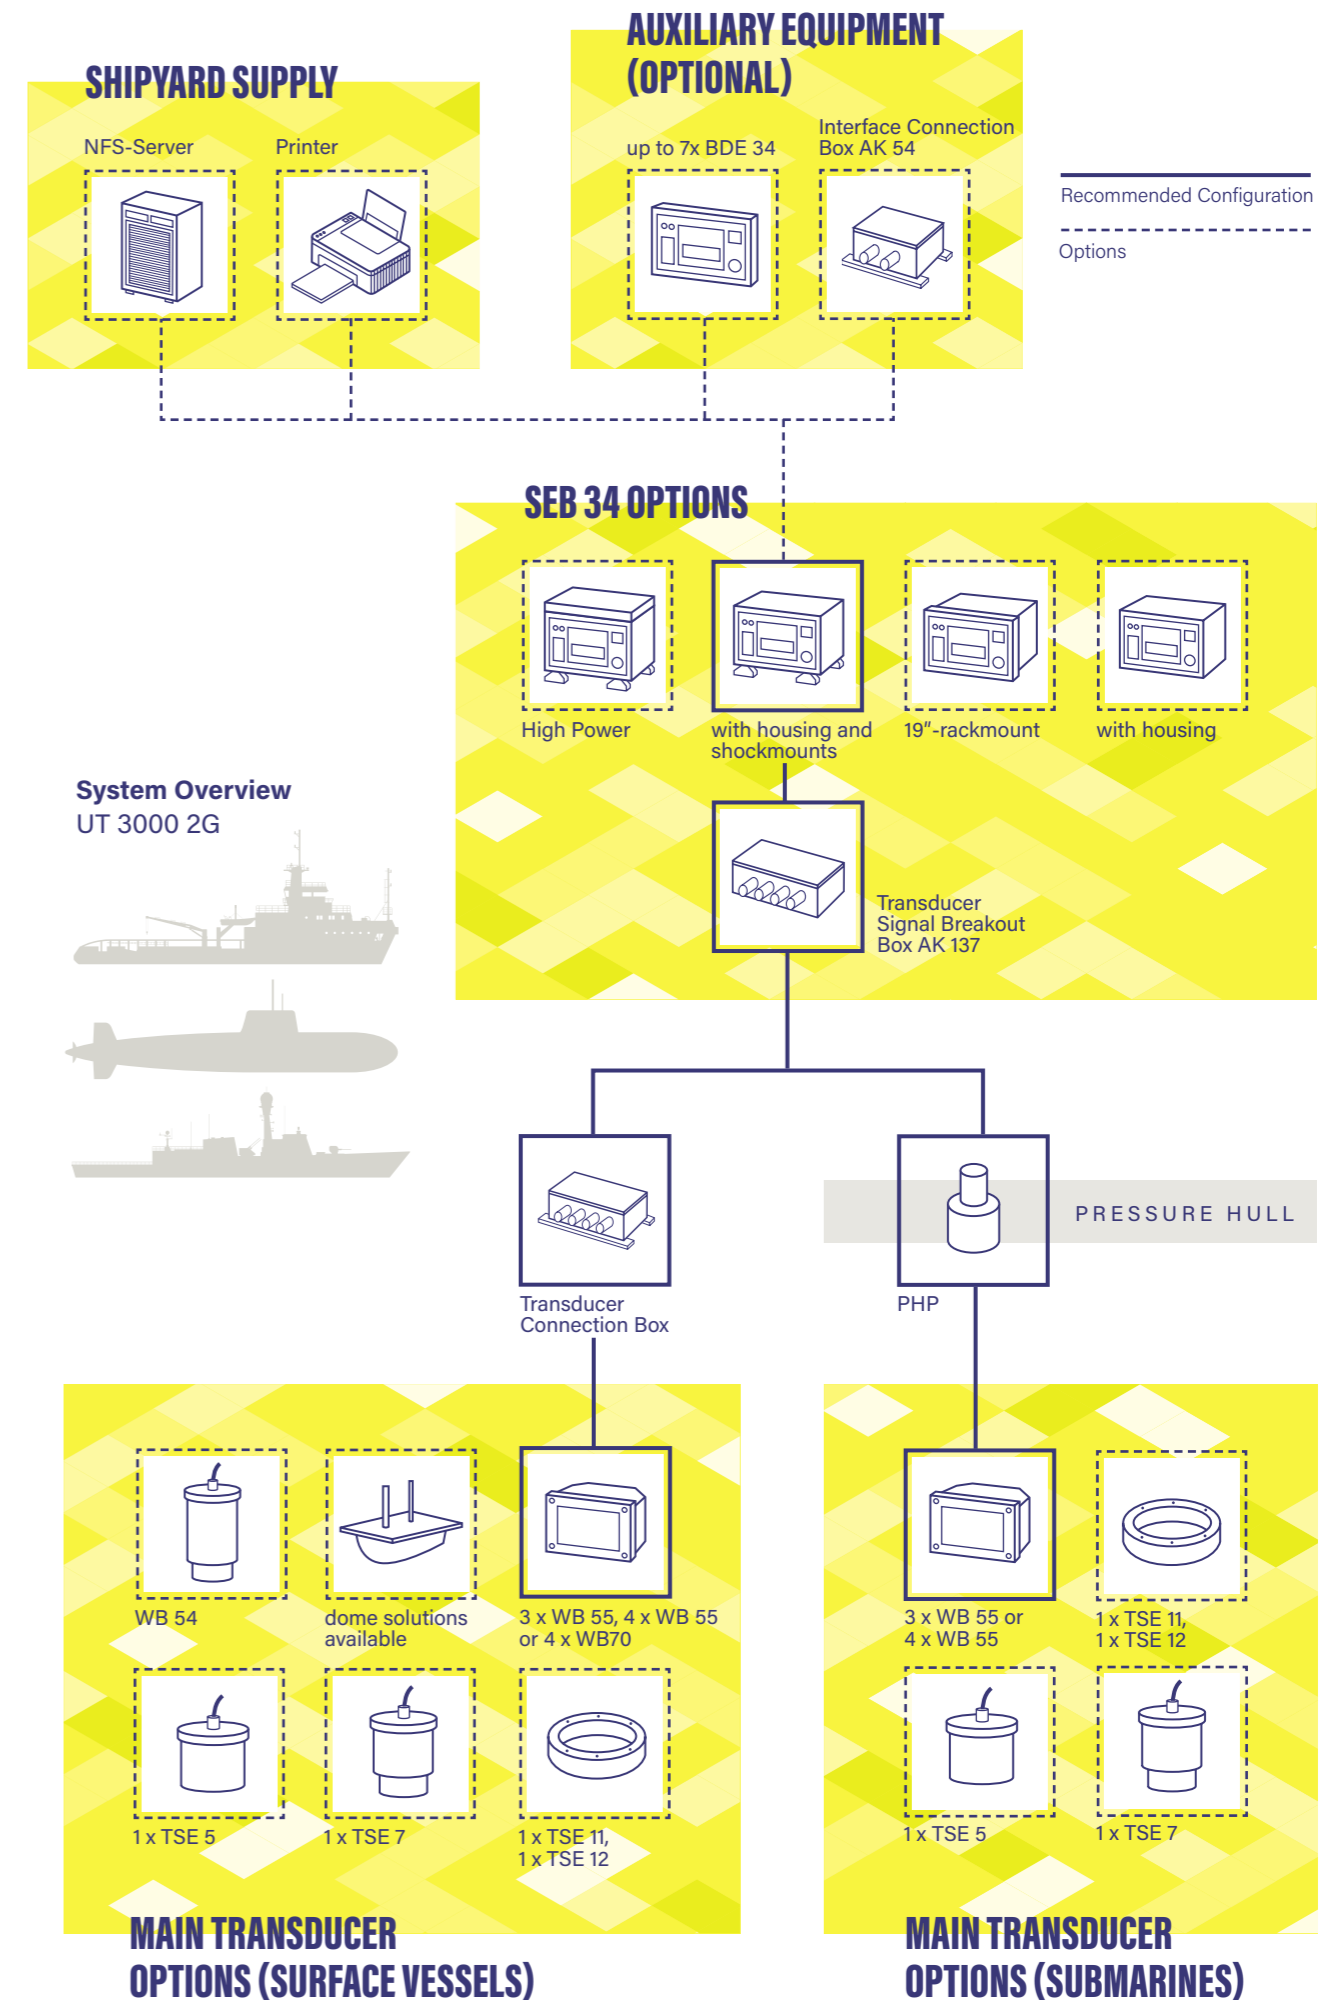 SHIPYARD SUPPLY
NFS-Server
Printer
AUXILIARY EQUIPMENT
(OPTIONAL)
up to 7x BDE 34
Interface Connection
Box AK 54
Recommended Configuration
Options
SEB 34 OPTIONS
High Power
with housing and
shockmounts
19"-rackmount
with housing
System Overview
UT 3000 2G
Transducer
Signal Breakout
Box AK 137
Transducer
Connection Box
PRESSURE HULL
PHP
WB 54
dome solutions
available
3 x WB 55, 4 x WB 55
or 4 x WB70
1 x TSE 5
1 x TSE 7
1 x TSE 11,
1 x TSE 12
MAIN TRANSDUCER
OPTIONS (SURFACE VESSELS)
3 x WB 55 or
4 x WB 55
1 x TSE 11,
1 x TSE 12
1 x TSE 5
1 x TSE 7
MAIN TRANSDUCER
OPTIONS (SUBMARINES)